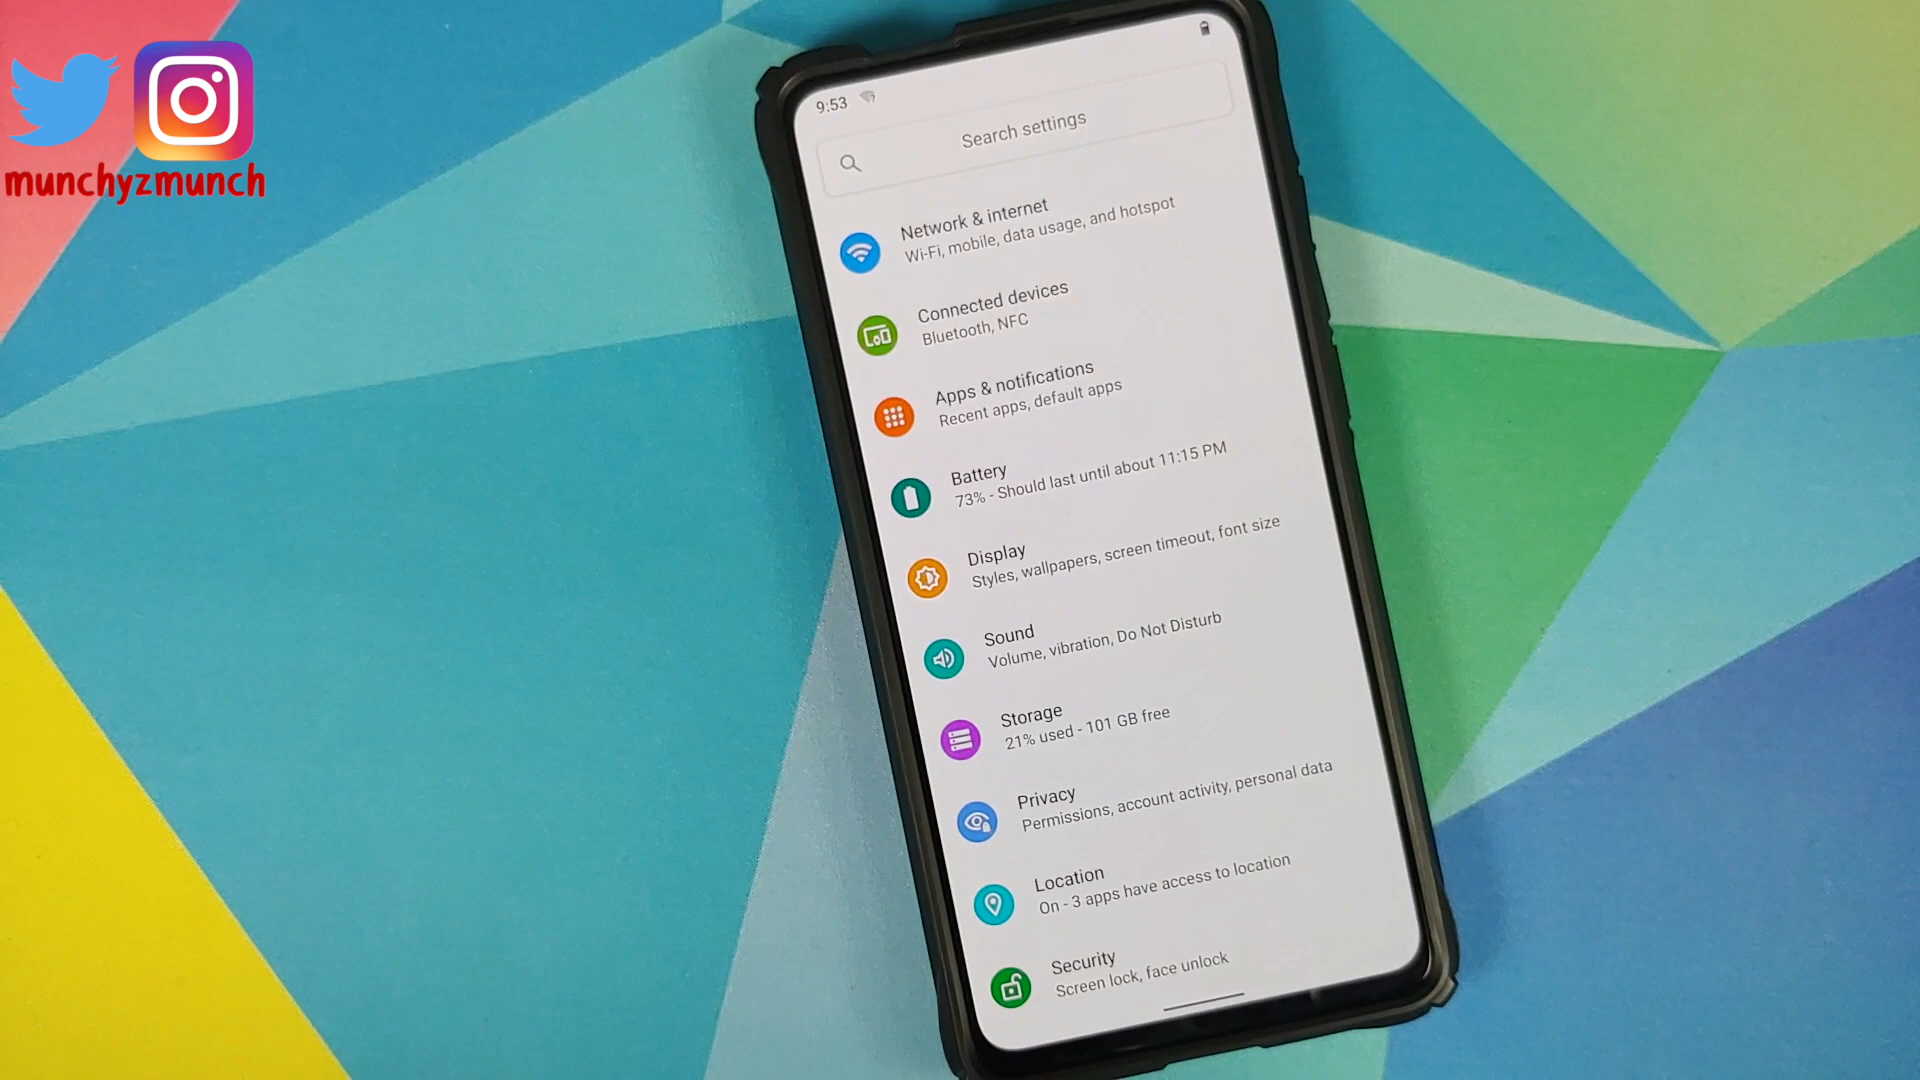 munchyzmunch
9:53
Search settings
Network & internet
Wi-Fi, mobile, data usage, and hotspot
Connected devices
Bluetooth, NFC
Apps & notifications
Recent apps, default apps
Battery
73% - Should last until about 11:15 PM
Display
Styles, wallpapers, screen timeout, font size
Sound
Volume, vibration, Do Not Disturb
Storage
21% used - 101 GB free
Privacy
Permissions, account activity, personal data
Location
On - 3 apps have access to location
Security
Screen lock, face unlock